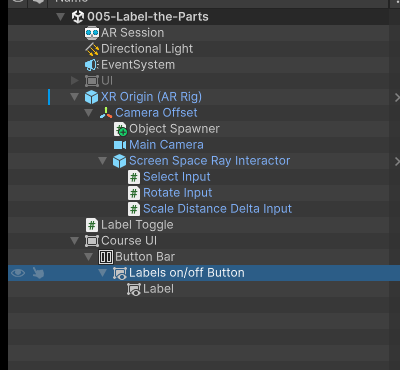 Name
005-Label-the-Parts
AR Session
Directional Light
EventSystem
UI
XR Origin (AR Rig)
Camera Offset
Object Spawner
Main Camera
Screen Space Ray Interactor
# Select Input
# Rotate Input
# Scale Distance Delta Input
# Label Toggle
Course UI
Button Bar
Labels on/off Button
Label